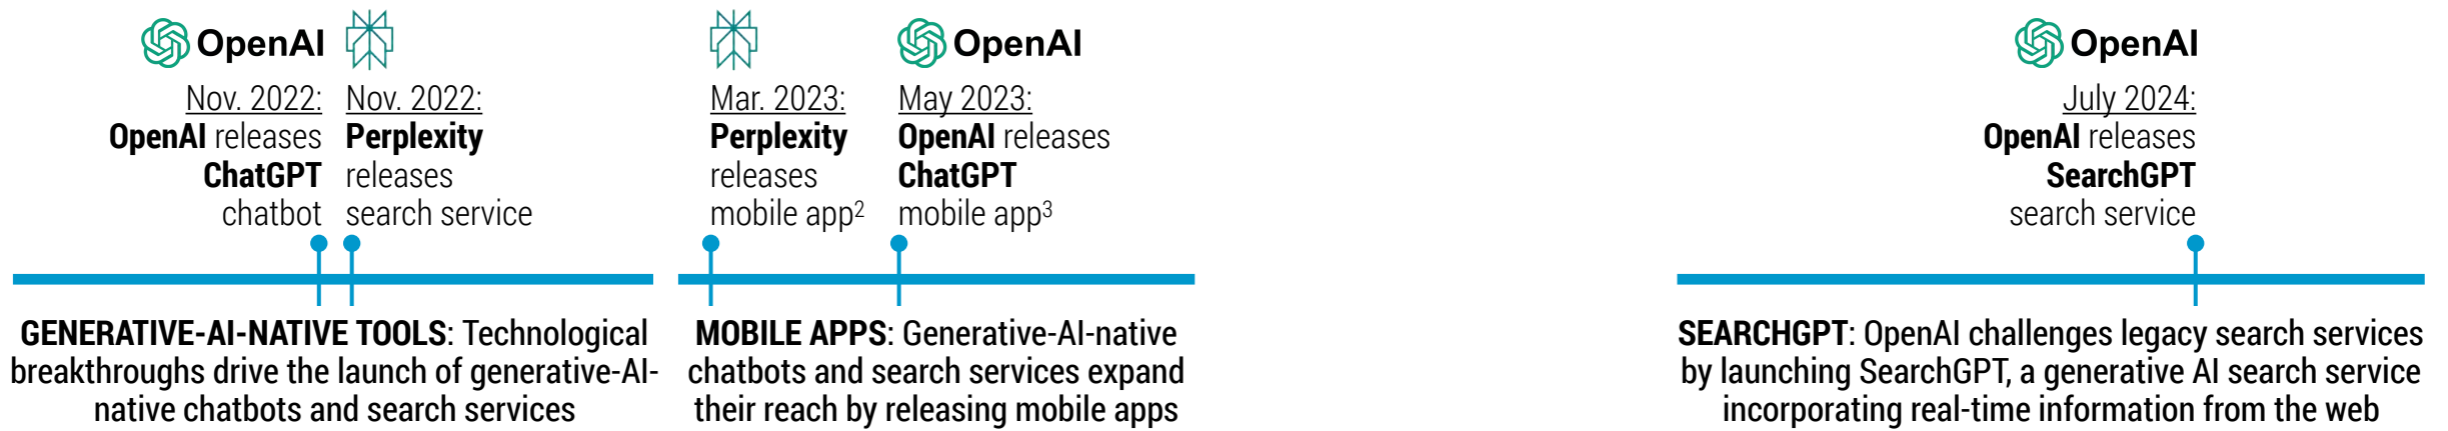 OpenAI
Nov. 2022:
OpenAI releases
ChatGPT
chatbot
Nov. 2022:
Perplexity
releases
search service
GENERATIVE-AI-NATIVE TOOLS: Technological
breakthroughs drive the launch of generative-AI-
native chatbots and search services
Mar. 2023:
Perplexity
releases
mobile app²
OpenAI
May 2023:
OpenAI releases
ChatGPT
mobile app³
MOBILE APPS: Generative-AI-native
chatbots and search services expand
their reach by releasing mobile apps
OpenAI
July 2024:
OpenAI releases
SearchGPT
search service
SEARCHGPT: OpenAI challenges legacy search services
by launching SearchGPT, a generative AI search service
incorporating real-time information from the web